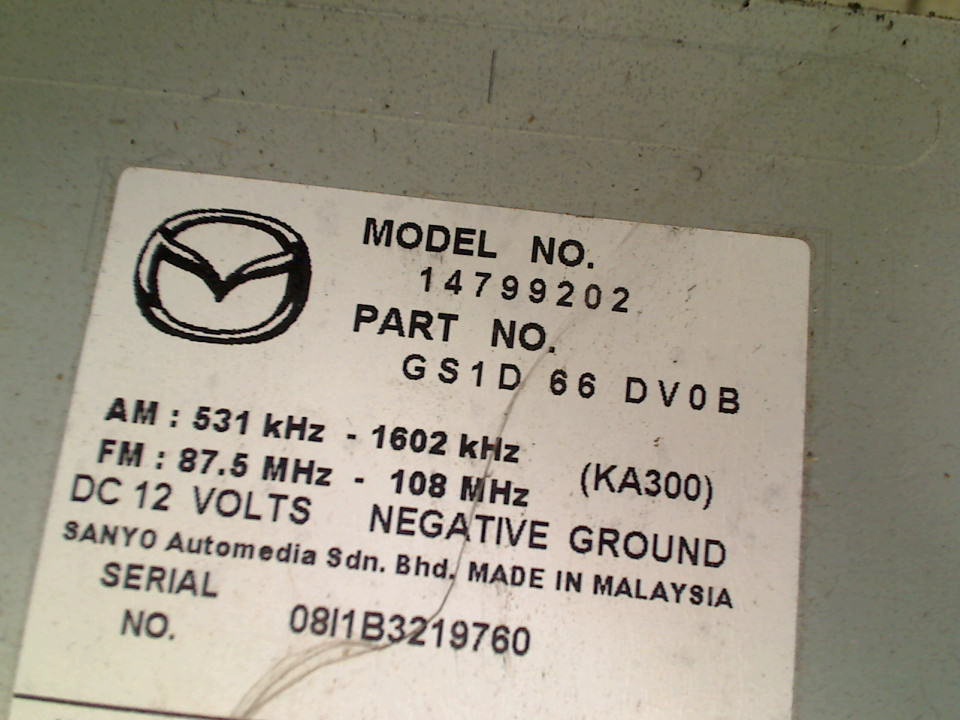 MODEL NO.
14799202
PART NO.
GS1D 66 DV0B
AM : 531 kHz - 1602 kHz
FM : 87.5 MHz - 108 MHz (KA300)
DC 12 VOLTS NEGATIVE GROUND
SANYO Automedia Sdn. Bhd. MADE IN MALAYSIA
SERIAL
NO. 08I1B3219760